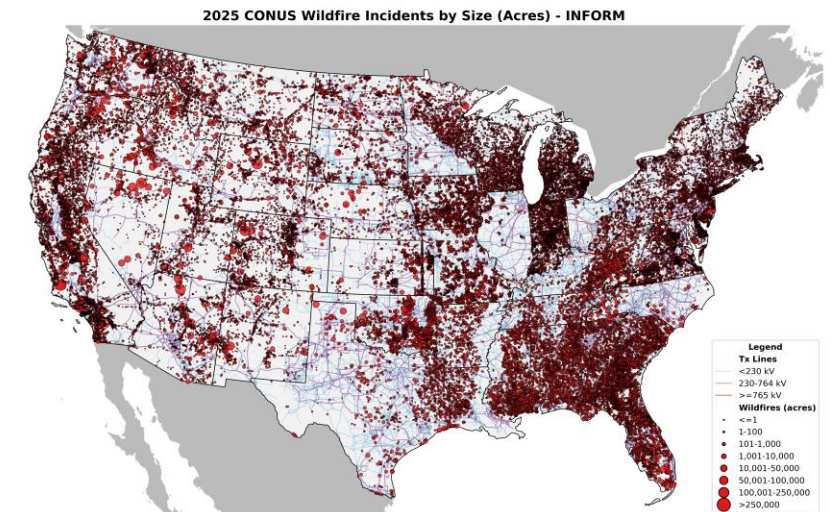 2025 CONUS Wildfire Incidents by Size (Acres) - INFORM
Legend
Tx Lines
<230 kV
230-764 kV
>=765 kV
Wildfires (acres)
<=1
1-100
101-1,000
1,001-10,000
10,001-50,000
50,001-100,000
100,001-250,000
>250,000